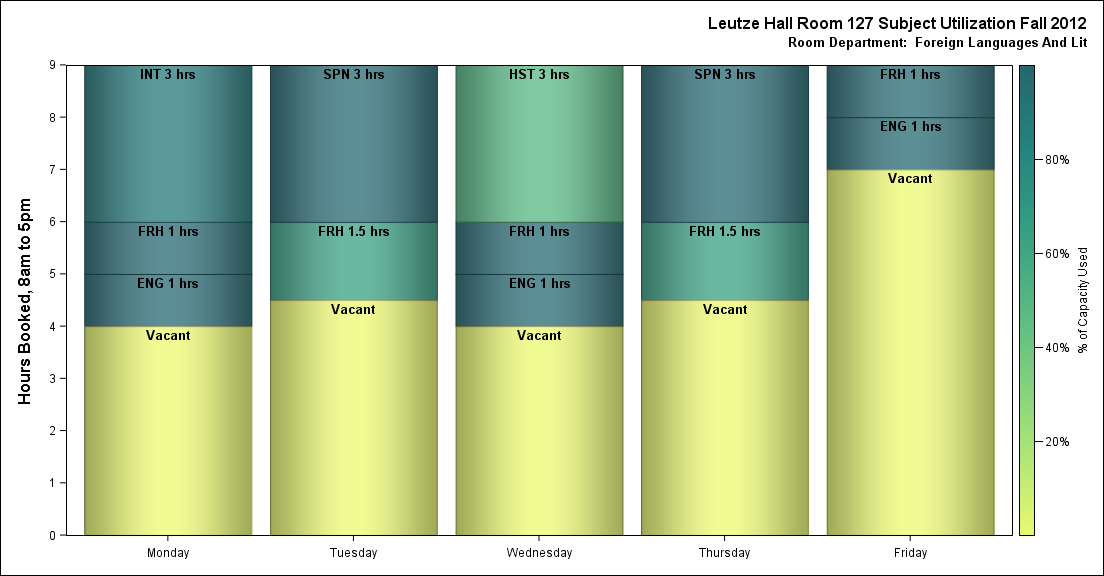 Leutze Hall Room 127 Subject Utilization Fall 2012
Room Department:  Foreign Languages And Lit
Hours Booked, 8am to 5pm
9
8
7
6
5
4
3
2
1
0
INT 3 hrs
FRH 1 hrs
ENG 1 hrs
Vacant
SPN 3 hrs
FRH 1.5 hrs
Vacant
HST 3 hrs
FRH 1 hrs
ENG 1 hrs
Vacant
SPN 3 hrs
FRH 1.5 hrs
Vacant
FRH 1 hrs
ENG 1 hrs
Vacant
Monday
Tuesday
Wednesday
Thursday
Friday
80%
60%
40%
20%
% of Capacity Used